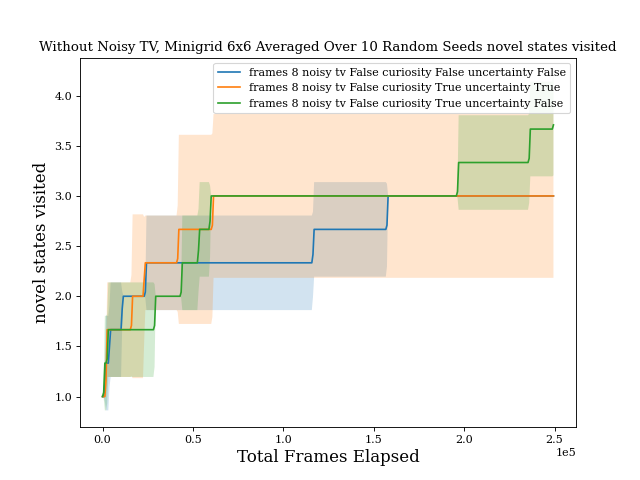 Without Noisy TV, Minigrid 6x6 Averaged Over 10 Random Seeds novel states visited
frames 8 noisy tv False curiosity False uncertainty False
frames 8 noisy tv False curiosity True uncertainty True
frames 8 noisy tv False curiosity True uncertainty False
novel states visited
4.0
3.5
3.0
2.5
2.0
1.5
1.0
0.0 0.5 1.0 1.5 2.0 2.5
1e5
Total Frames Elapsed